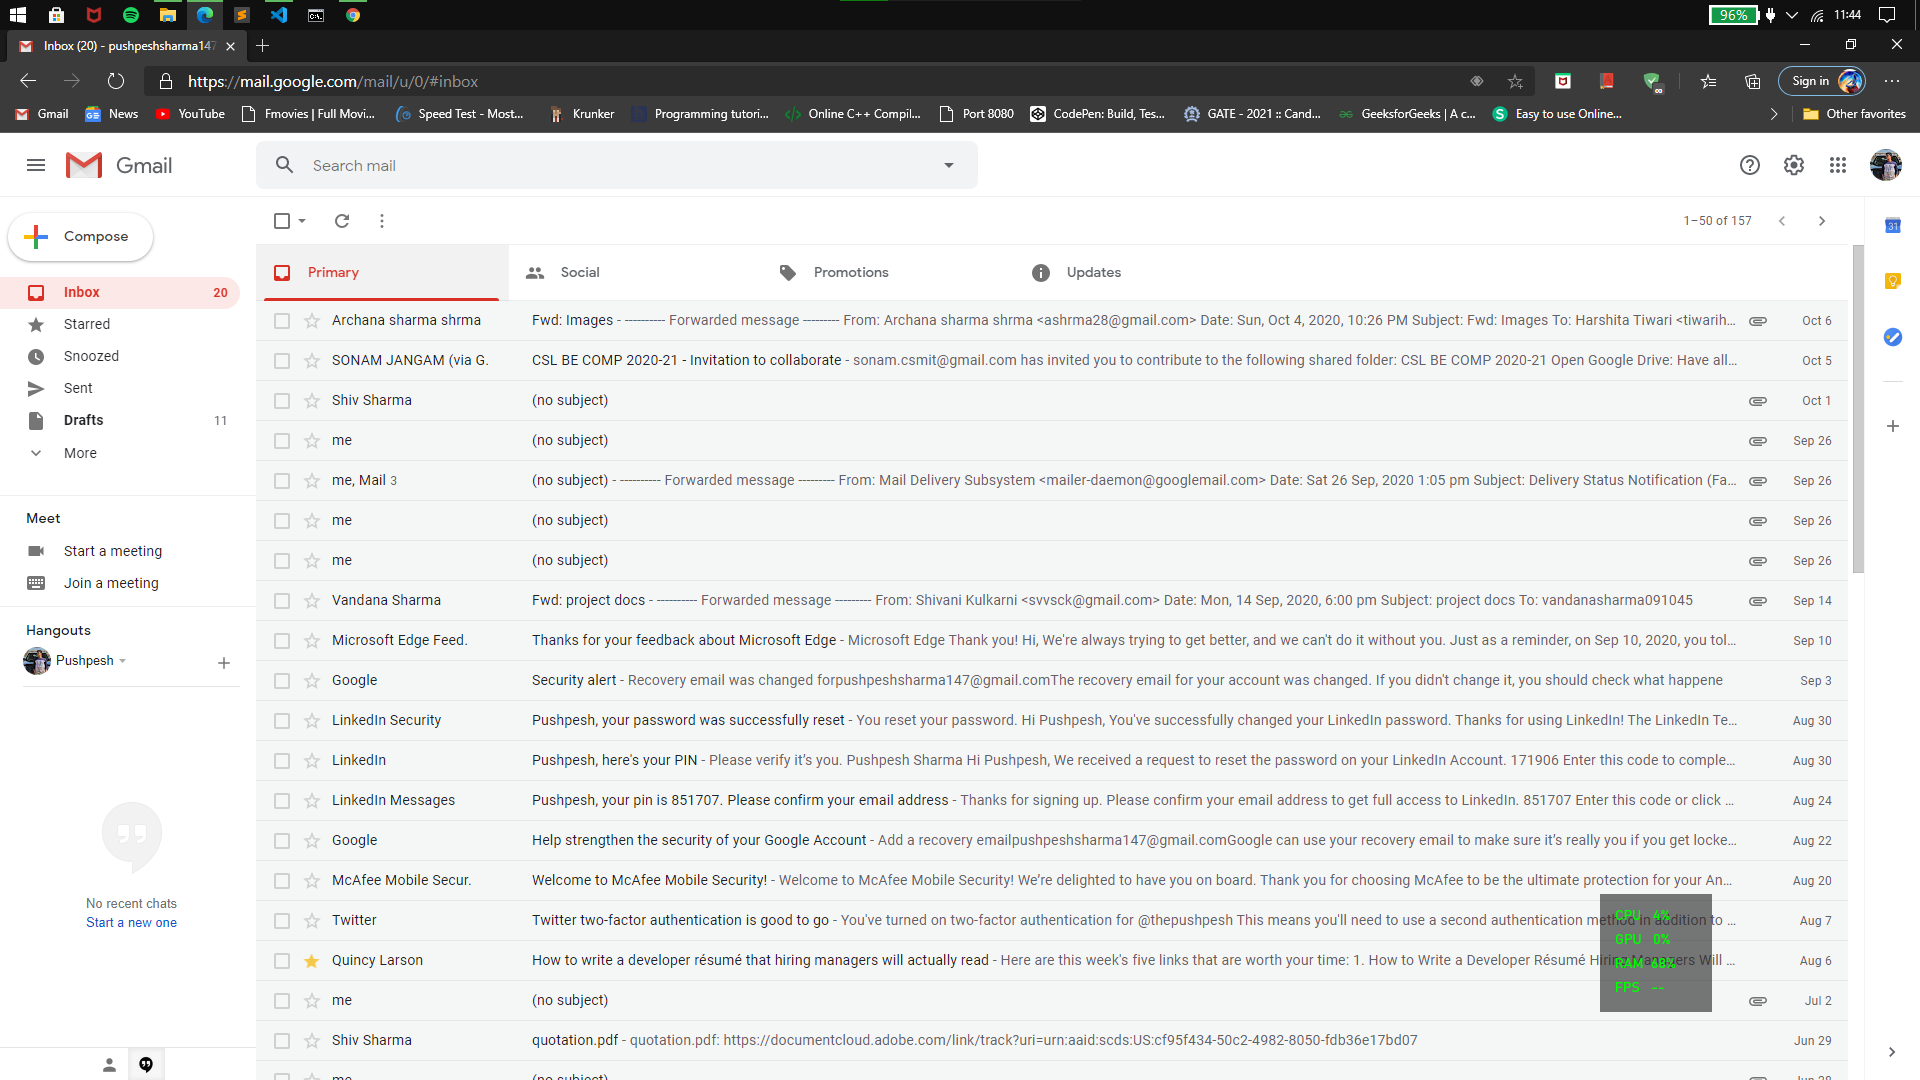 96% 11:44
Inbox (20) - pushpeshsharma147
https://mail.google.com/mail/u/0/#inbox Sign in
Gmail News YouTube Fmovies | Full Movi... Speed Test - Most... Krunker Programming tutori... Online C++ Compil... Port 8080 CodePen: Build, Tes... GATE - 2021 :: Cand... GeeksforGeeks | A c... Easy to use Online... Other favorites
Gmail Search mail
Compose 1–50 of 157
Primary Social Promotions Updates
Inbox 20
Starred
Snoozed
Sent
Drafts 11
More
Meet
Start a meeting
Join a meeting
Hangouts
Pushpesh
No recent chats
Start a new one
Archana sharma shrma Fwd: Images - ---------- Forwarded message --------- From: Archana sharma shrma <ashrma28@gmail.com> Date: Sun, Oct 4, 2020, 10:26 PM Subject: Fwd: Images To: Harshita Tiwari <tiwarih... Oct 6
SONAM JANGAM (via G. CSL BE COMP 2020-21 - Invitation to collaborate - sonam.csmit@gmail.com has invited you to contribute to the following shared folder: CSL BE COMP 2020-21 Open Google Drive: Have all... Oct 5
Shiv Sharma (no subject) Oct 1
me (no subject) Sep 26
me, Mail 3 (no subject) - ---------- Forwarded message --------- From: Mail Delivery Subsystem <mailer-daemon@googlemail.com> Date: Sat 26 Sep, 2020 1:05 pm Subject: Delivery Status Notification (Fa... Sep 26
me (no subject) Sep 26
me (no subject) Sep 26
Vandana Sharma Fwd: project docs - ---------- Forwarded message --------- From: Shivani Kulkarni <svvsck@gmail.com> Date: Mon, 14 Sep, 2020, 6:00 pm Subject: project docs To: vandanasharma091045 Sep 14
Microsoft Edge Feed. Thanks for your feedback about Microsoft Edge - Microsoft Edge Thank you! Hi, We're always trying to get better, and we can't do it without you. Just as a reminder, on Sep 10, 2020, you tol... Sep 10
Google Security alert - Recovery email was changed forpushpeshsharma147@gmail.comThe recovery email for your account was changed. If you didn't change it, you should check what happene Sep 3
LinkedIn Security Pushpesh, your password was successfully reset - You reset your password. Hi Pushpesh, You've successfully changed your LinkedIn password. Thanks for using LinkedIn! The LinkedIn Te... Aug 30
LinkedIn Pushpesh, here's your PIN - Please verify it's you. Pushpesh Sharma Hi Pushpesh, We received a request to reset the password on your LinkedIn Account. 171906 Enter this code to comple... Aug 30
LinkedIn Messages Pushpesh, your pin is 851707. Please confirm your email address - Thanks for signing up. Please confirm your email address to get full access to LinkedIn. 851707 Enter this code or click ... Aug 24
Google Help strengthen the security of your Google Account - Add a recovery emailpushpeshsharma147@gmail.comGoogle can use your recovery email to make sure it's really you if you get locke... Aug 22
McAfee Mobile Secur. Welcome to McAfee Mobile Security! - Welcome to McAfee Mobile Security! We're delighted to have you on board. Thank you for choosing McAfee to be the ultimate protection for your An... Aug 20
Twitter Twitter two-factor authentication is good to go - You've turned on two-factor authentication for @thepushpesh This means you'll need to use a second authentication method in addition to ... Aug 7
Quincy Larson How to write a developer résumé that hiring managers will actually read - Here are this week's five links that are worth your time: 1. How to Write a Developer Résumé Hiring Managers Will ... Aug 6
me (no subject) Jul 2
Shiv Sharma quotation.pdf - quotation.pdf: https://documentcloud.adobe.com/link/track?uri=urn:aaid:scds:US:cf95f434-50c2-4982-8050-fdb36e17bd07 Jun 29
me (no subject) Jun 28
CPU 4%
GPU 0%
RAM 68%
FPS --
31